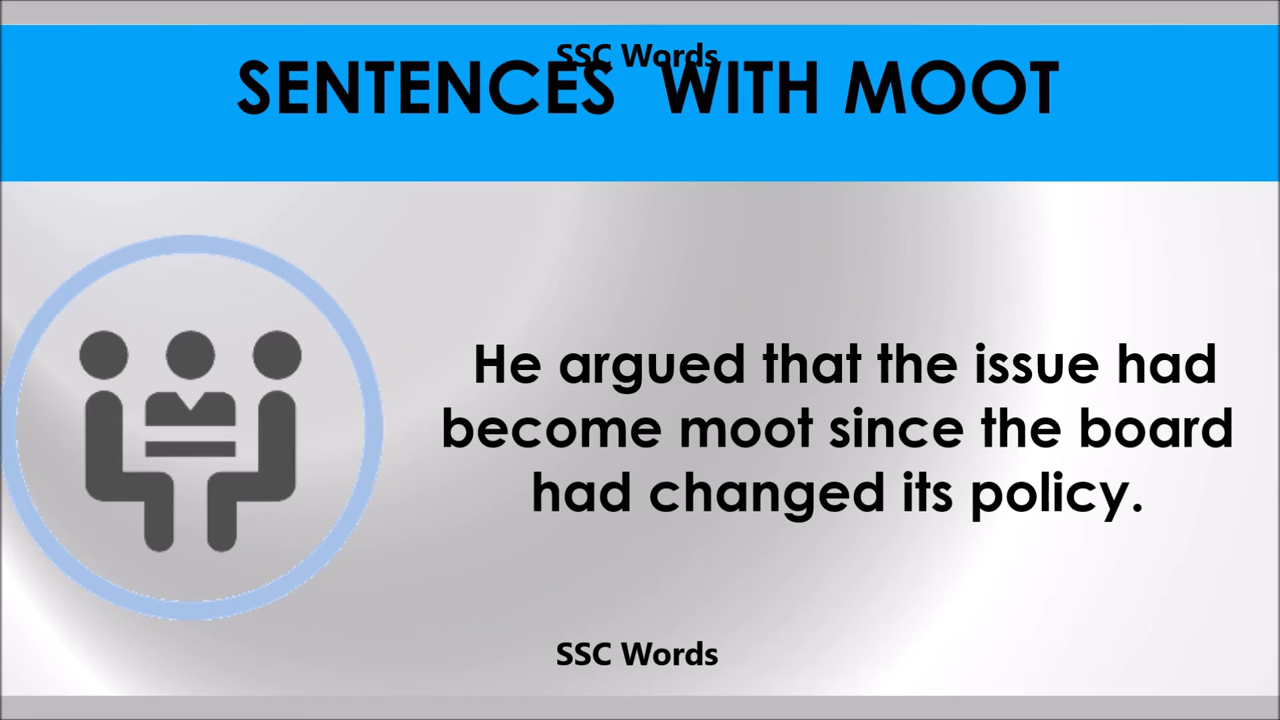 SSC Words
SENTENCES WITH MOOT
He argued that the issue had
become moot since the board
had changed its policy.
SSC Words